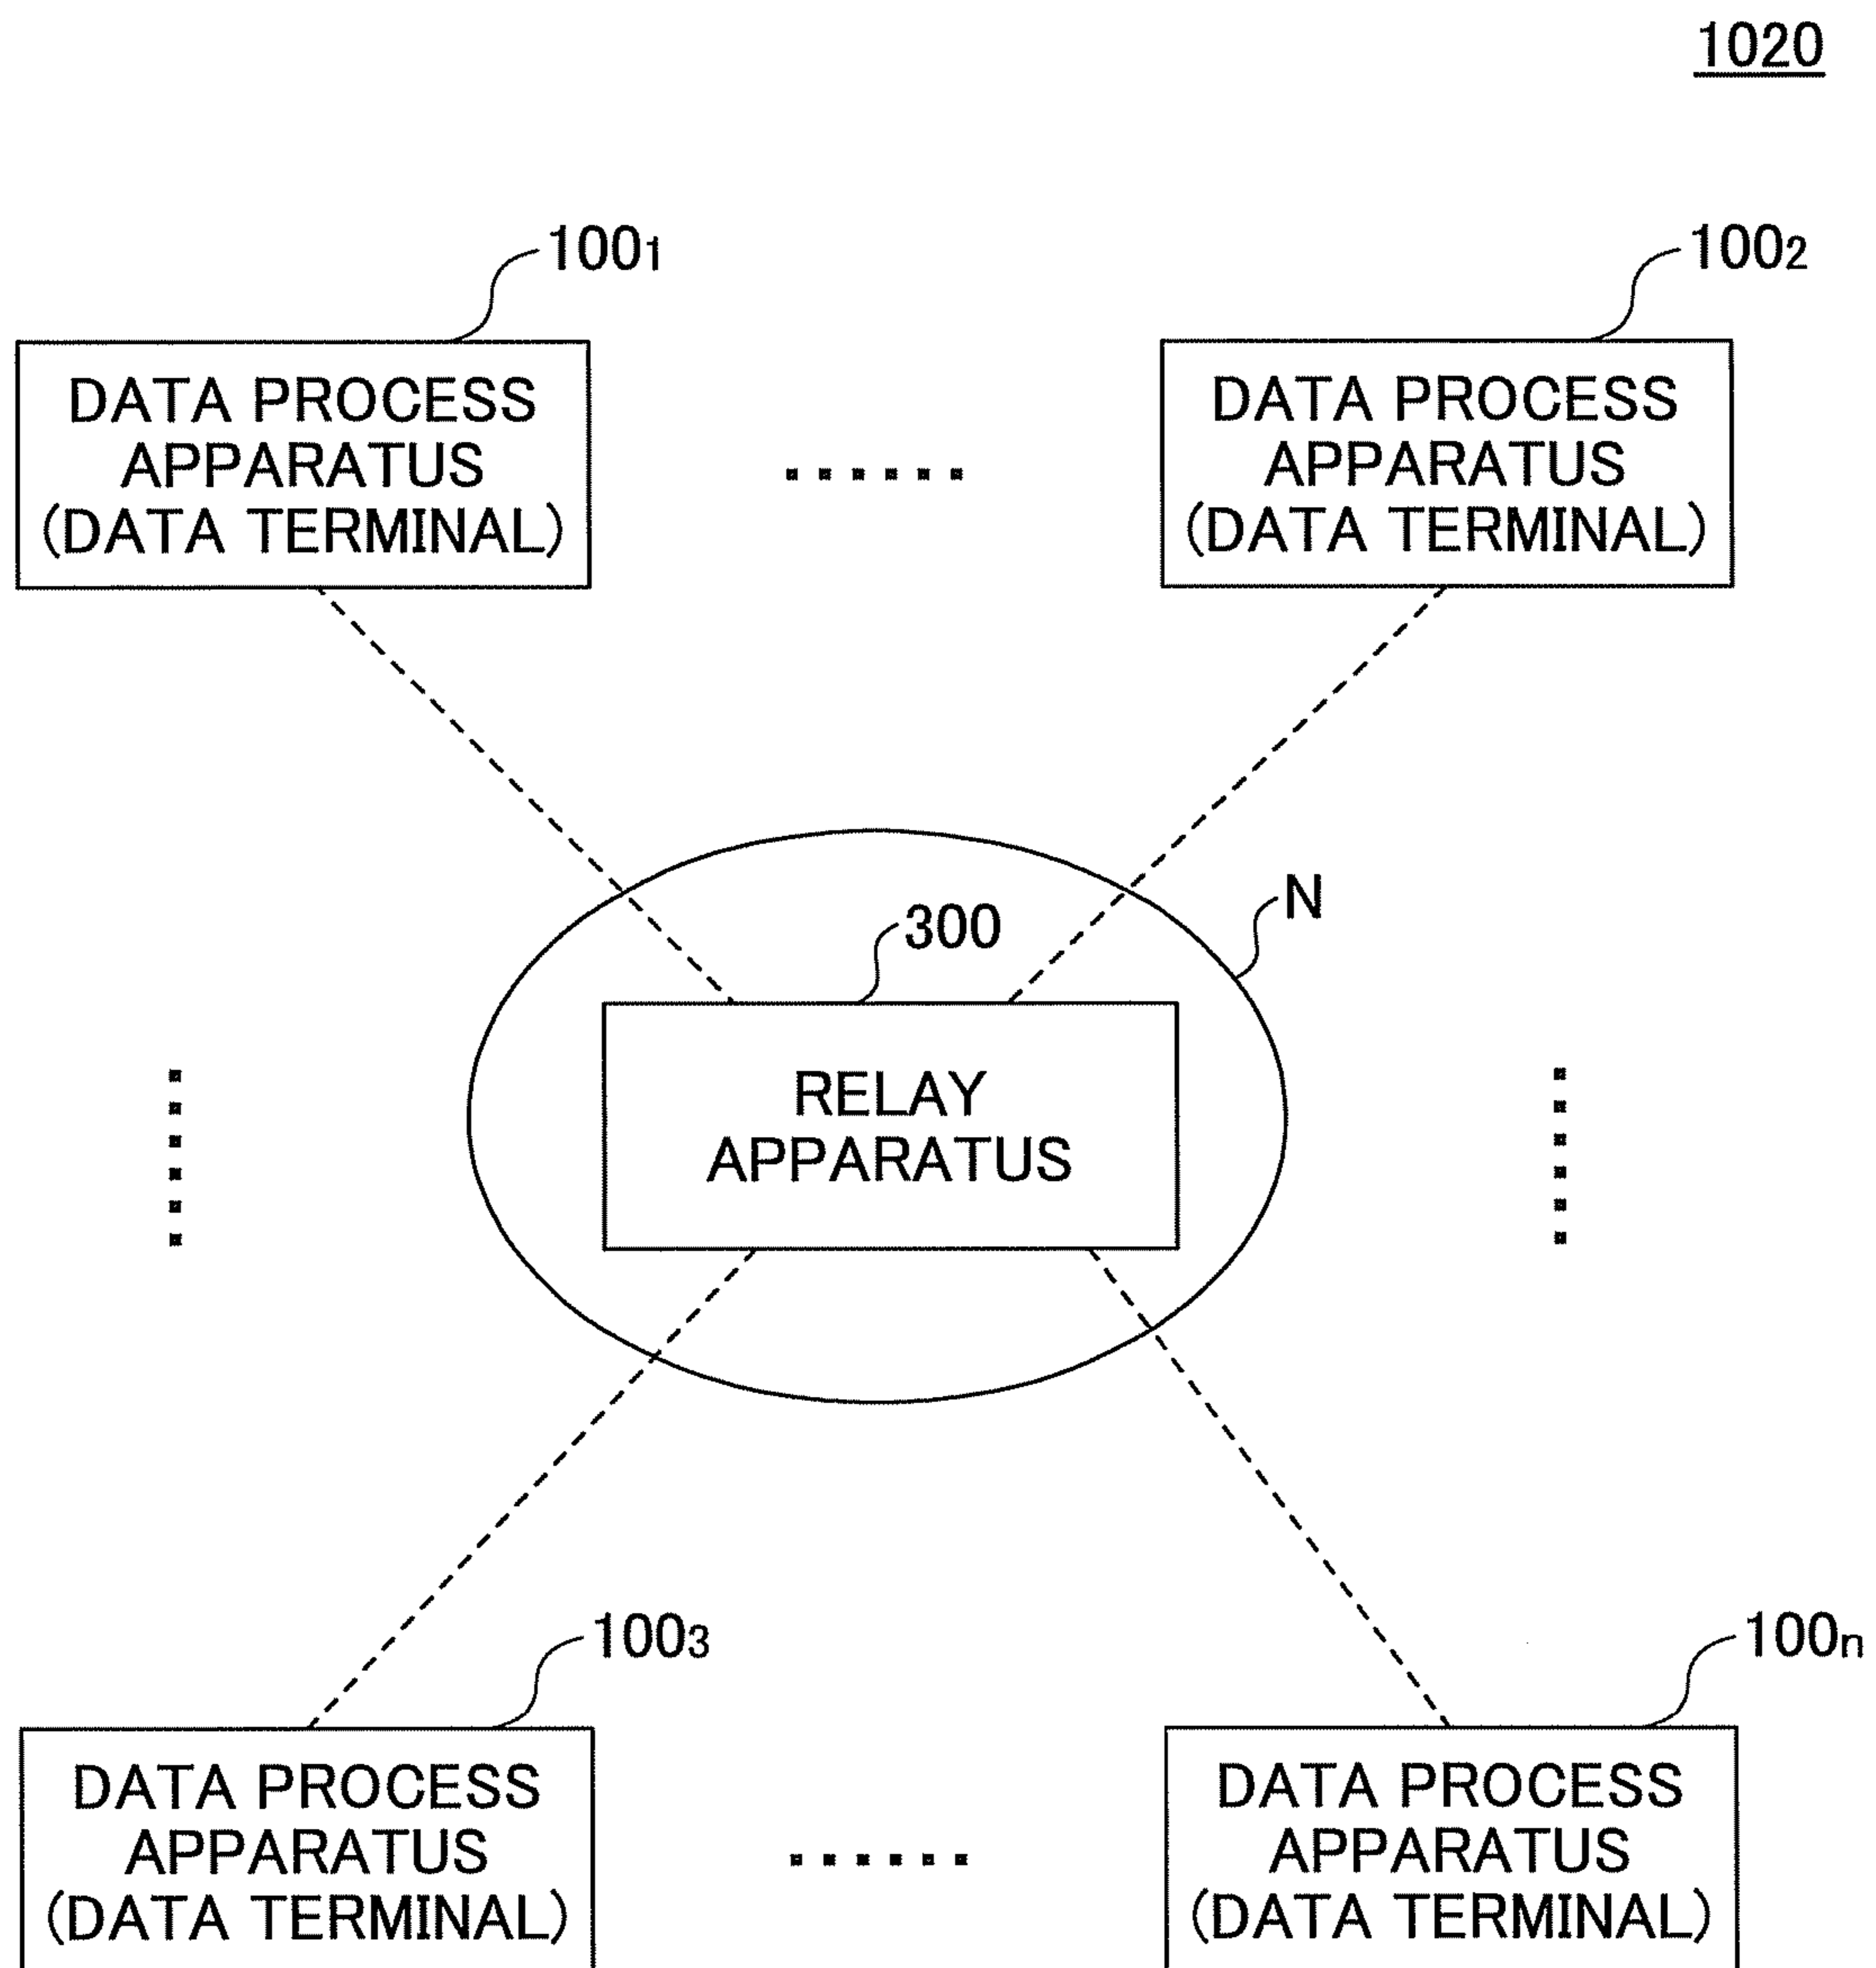 1020
100₁
100₂
DATA PROCESS
APPARATUS
(DATA TERMINAL)
DATA PROCESS
APPARATUS
(DATA TERMINAL)
N
300
RELAY
APPARATUS
100₃
100ₙ
DATA PROCESS
APPARATUS
(DATA TERMINAL)
DATA PROCESS
APPARATUS
(DATA TERMINAL)